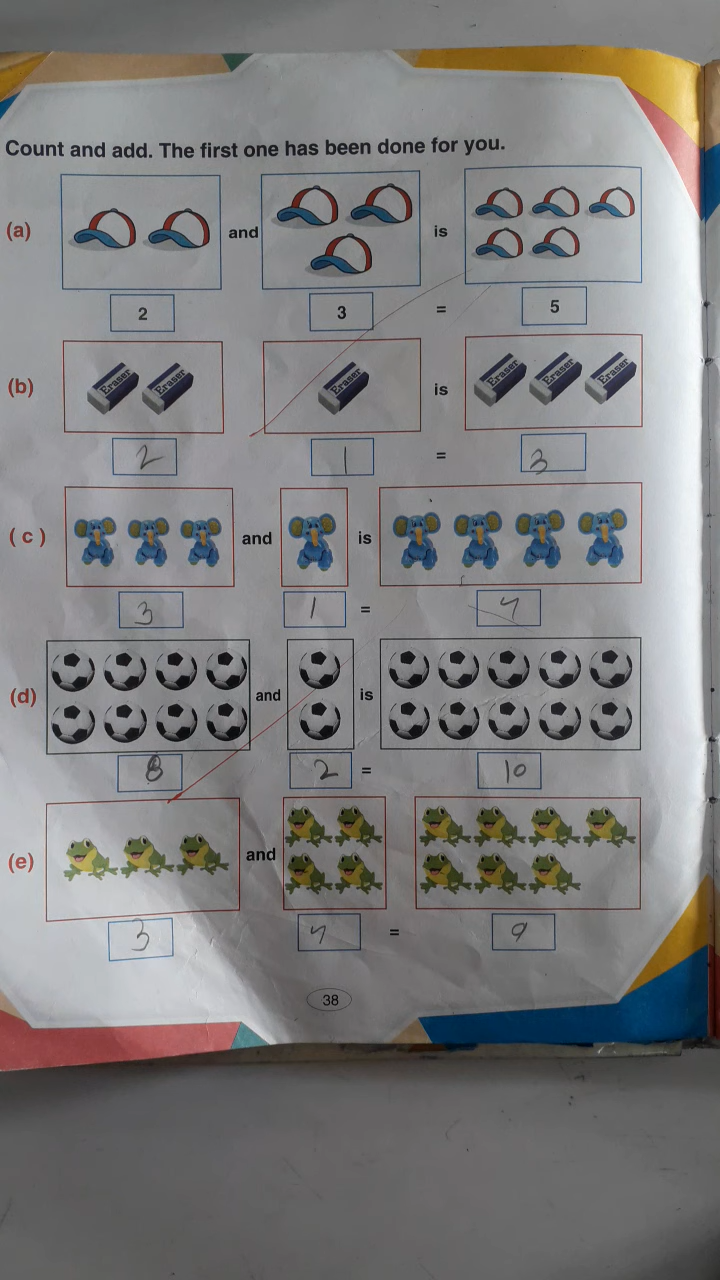 Count and add. The first one has been done for you.
(a) and is
2 3 = 5
(b) Eraser Eraser Eraser is Eraser Eraser Eraser
2 1 = 3
(c) and is
3 1 = 4
(d) and is
8 2 = 10
(e) and
3 4 = 9
38